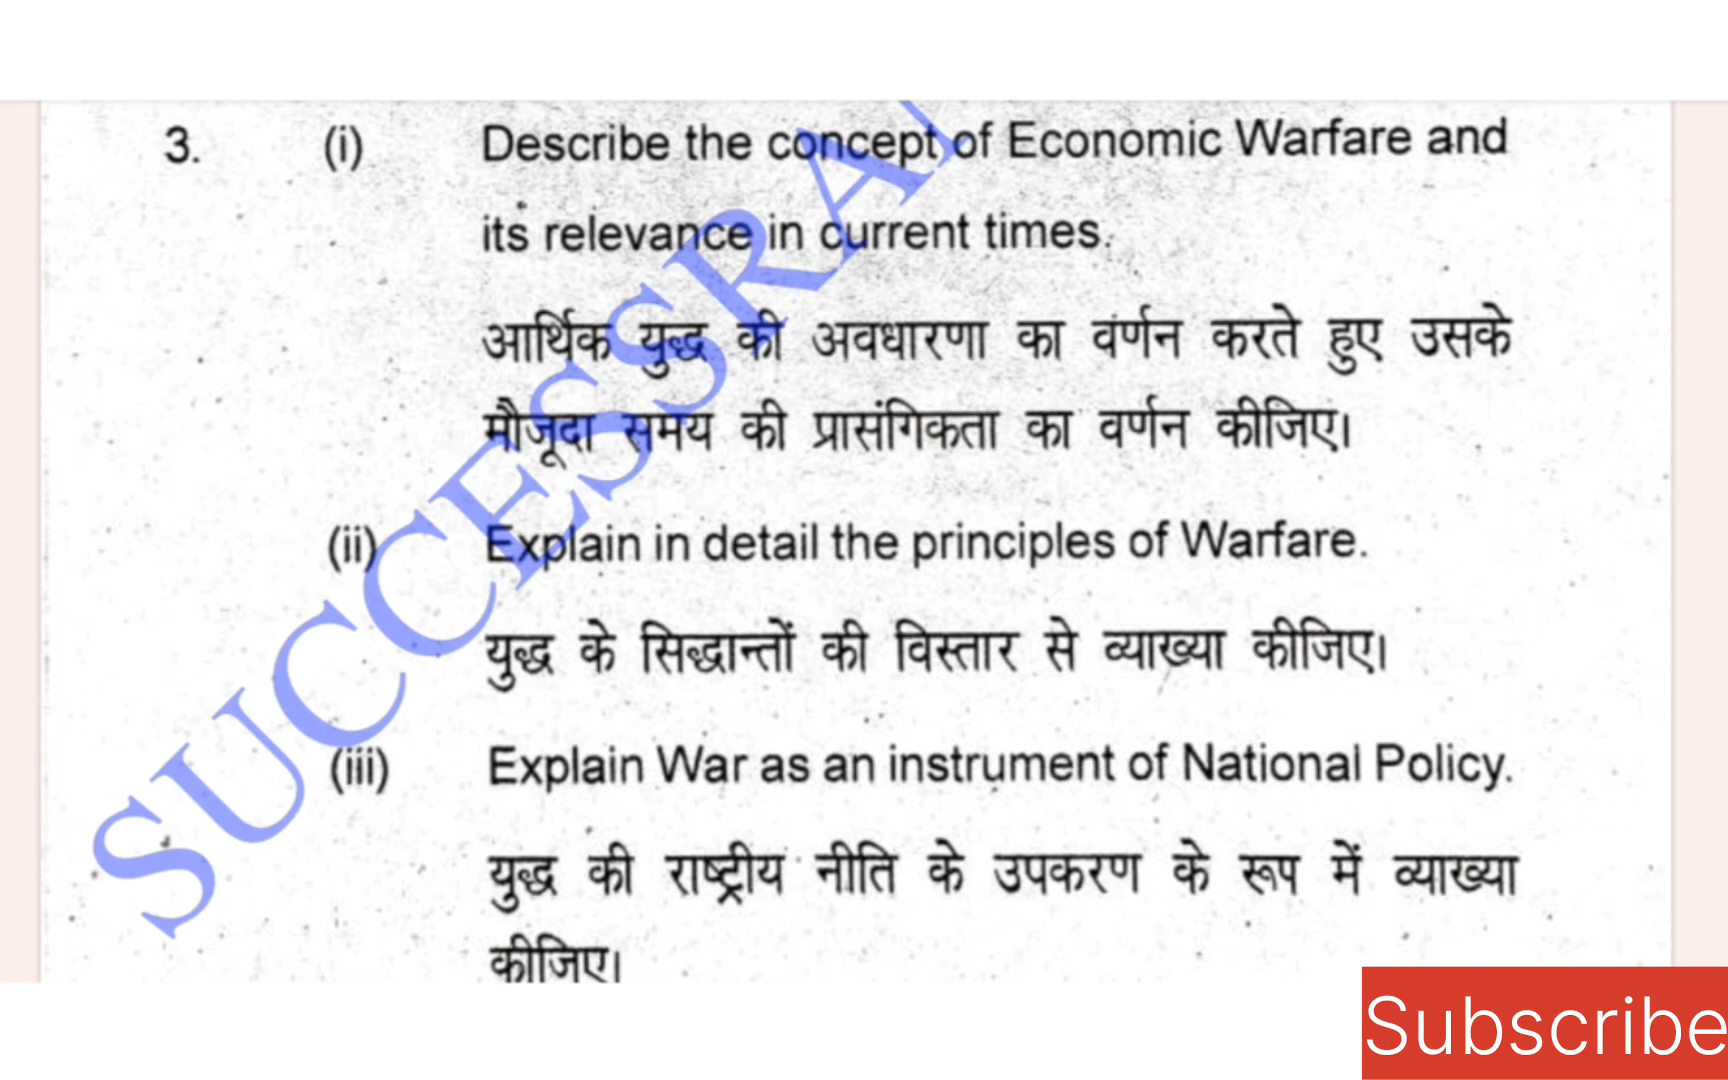 3. (i) Describe the concept of Economic Warfare and
its relevance in current times.
आर्थिक युद्ध की अवधारणा का वर्णन करते हुए उसके
मौजूदा समय की प्रासंगिकता का वर्णन कीजिए।
(ii) Explain in detail the principles of Warfare.
युद्ध के सिद्धान्तों की विस्तार से व्याख्या कीजिए।
(iii) Explain War as an instrument of National Policy.
युद्ध की राष्ट्रीय नीति के उपकरण के रूप में व्याख्या
कीजिए।
SUCCESSRA
Subscribe